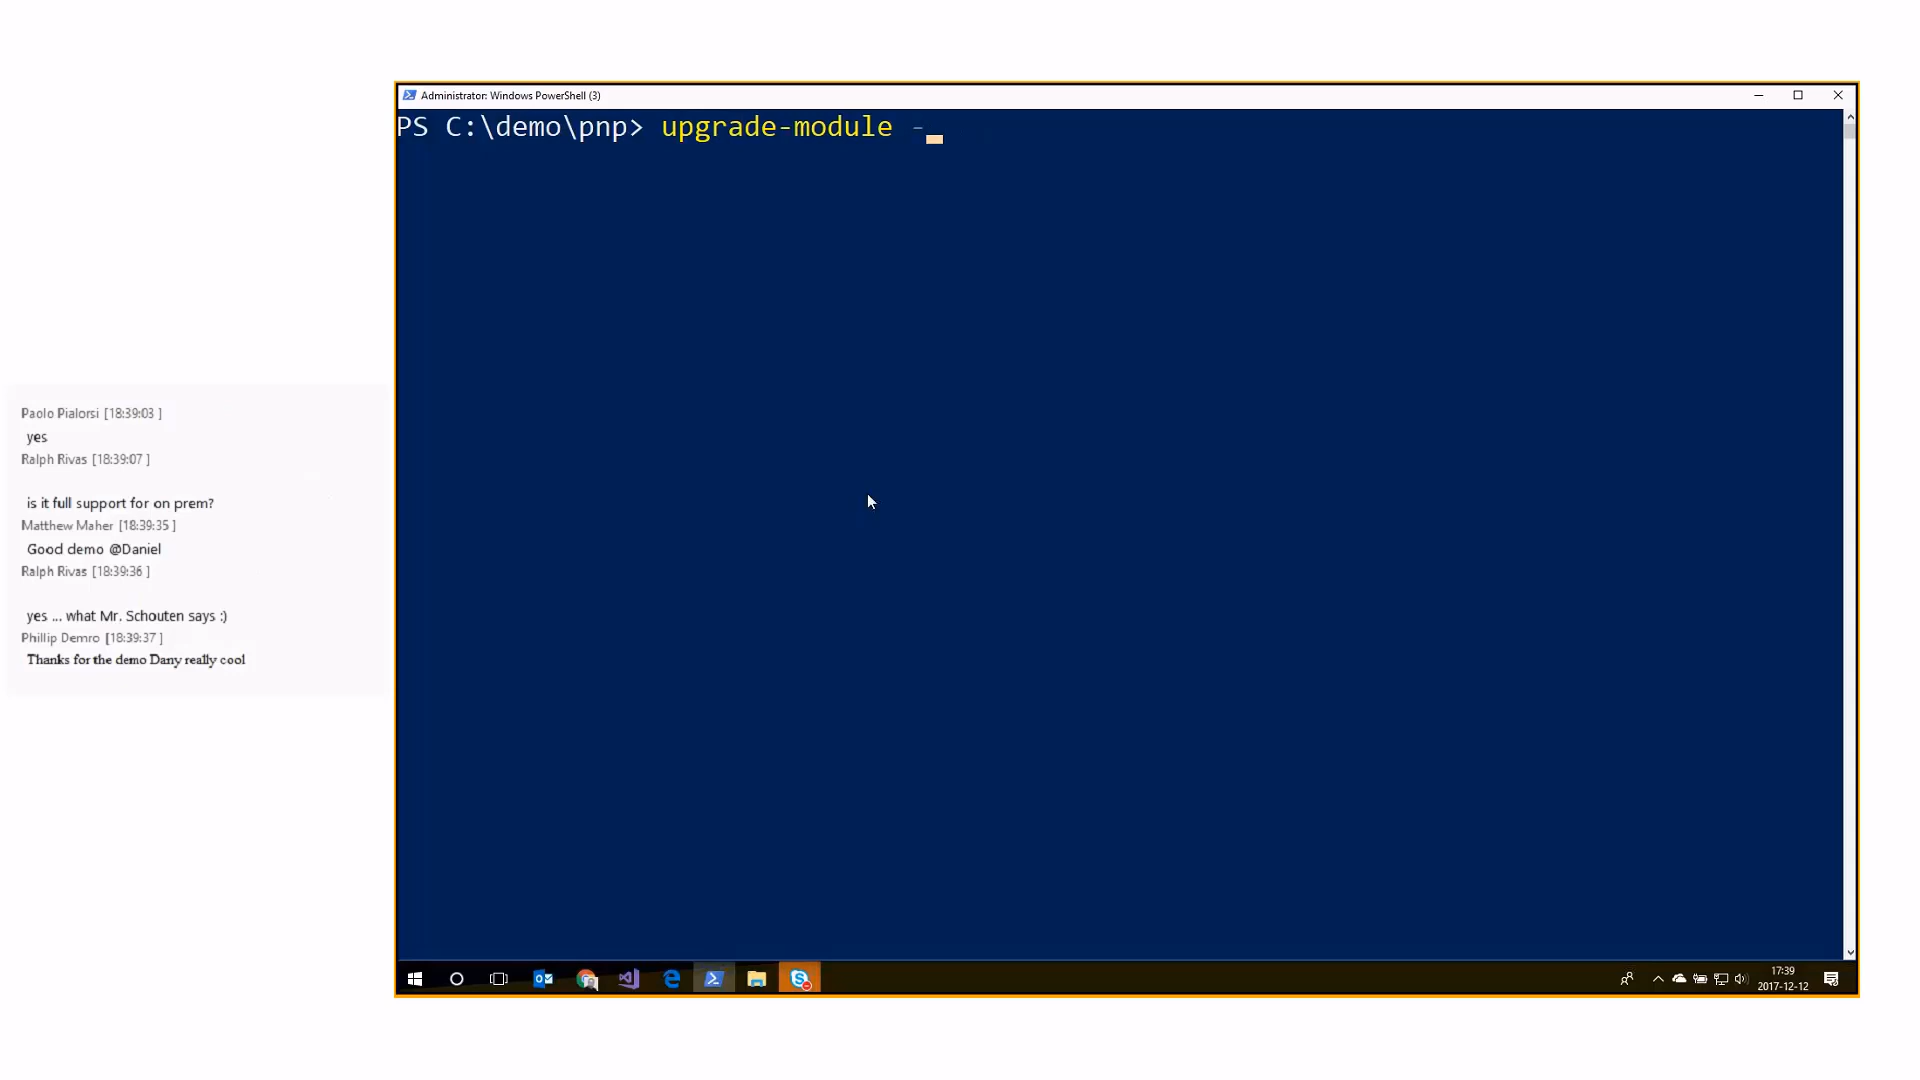 Paolo Pialorsi [18:39:03 ]
yes
Ralph Rivas [18:39:07 ]
is it full support for on prem?
Matthew Maher [18:39:35 ]
Good demo @Daniel
Ralph Rivas [18:39:36 ]
yes ... what Mr. Schouten says :)
Phillip Demro [18:39:37 ]
Thanks for the demo Dany really cool
Administrator: Windows PowerShell (3)
PS C:\demo\pnp> upgrade-module -
17:39
2017-12-12